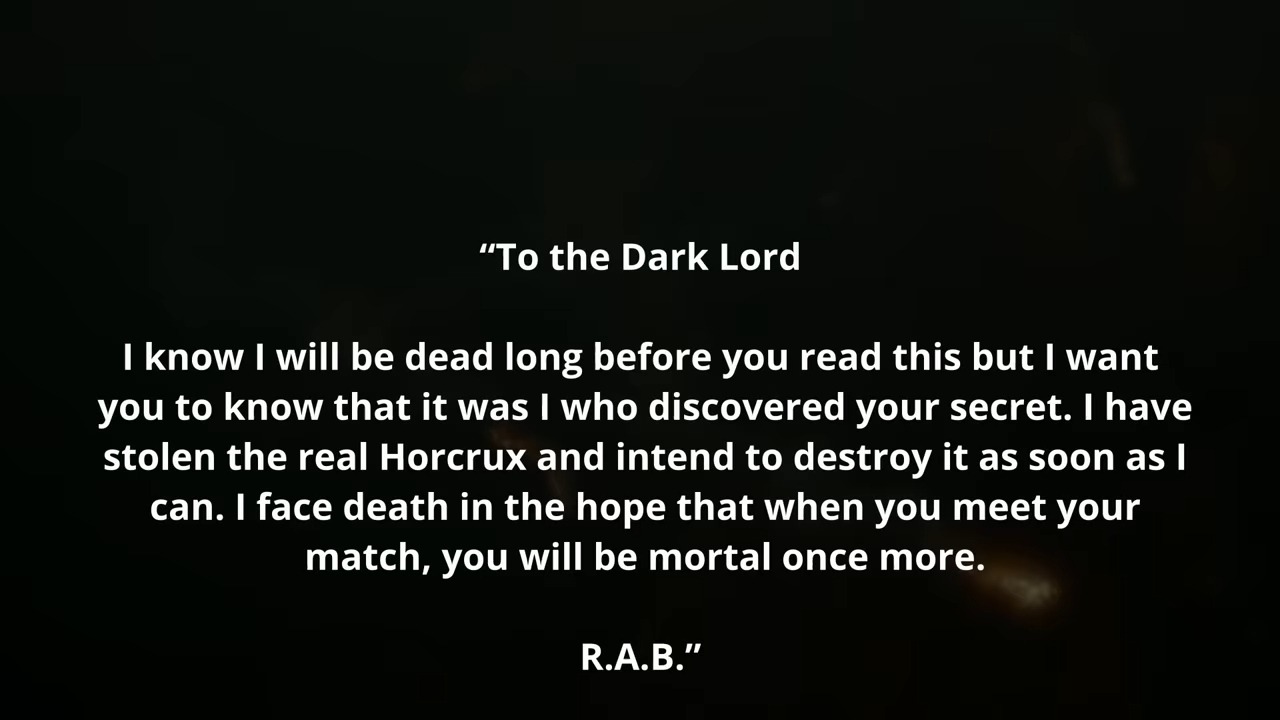 “To the Dark Lord
I know I will be dead long before you read this but I want
you to know that it was I who discovered your secret. I have
stolen the real Horcrux and intend to destroy it as soon as I
can. I face death in the hope that when you meet your
match, you will be mortal once more.
R.A.B.”